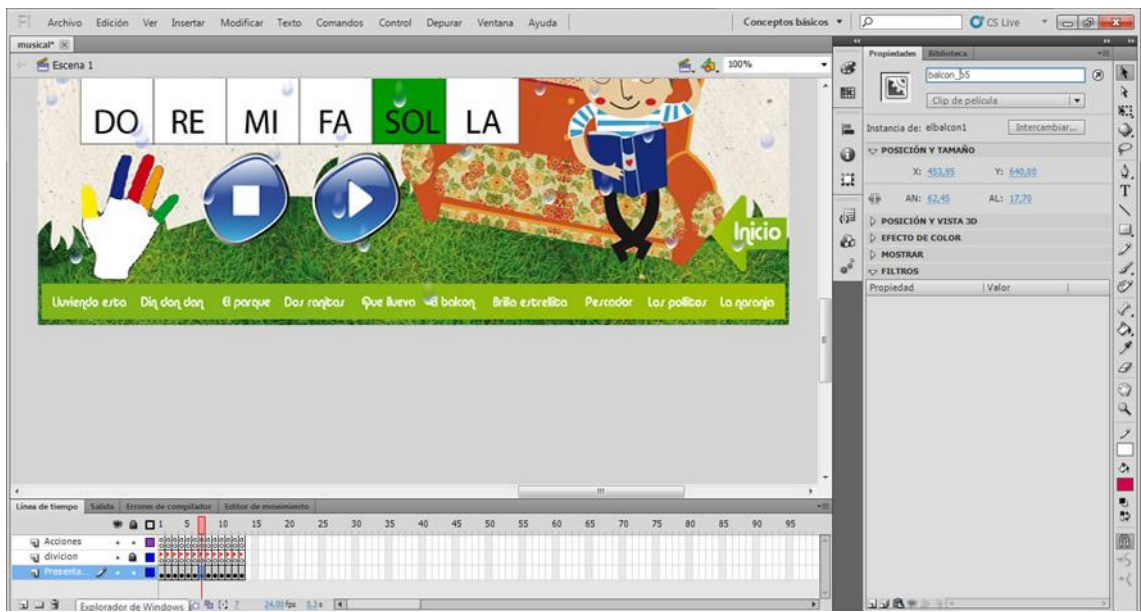 Fl Archivo Edición Ver Insertar Modificar Texto Comandos Control Depurar Ventana Ayuda Conceptos básicos CS Live
musical*
Escena 1 100%
DO RE MI FA SOL LA
Inicio
Lluviendo esta Din don dan El parque Dos ranitas Que llueva El balcon Brilla estrellita Pescador Los pollitos La naranja
Propiedades Biblioteca
balcon_b5
Clip de película
Instancia de: elbalcon1 Intercambiar...
POSICIÓN Y TAMAÑO
X: 453,95 Y: 640,00
AN: 62,45 AL: 17,70
POSICIÓN Y VISTA 3D
EFECTO DE COLOR
MOSTRAR
FILTROS
Propiedad Valor
T
Línea de tiempo Salida Errores de compilador Editor de movimiento
1 5 10 15 20 25 30 35 40 45 50 55 60 65 70 75 80 85 90 95
Acciones
division
Presenta...
Explorador de Windows 7 24,00 fps 0,3 s